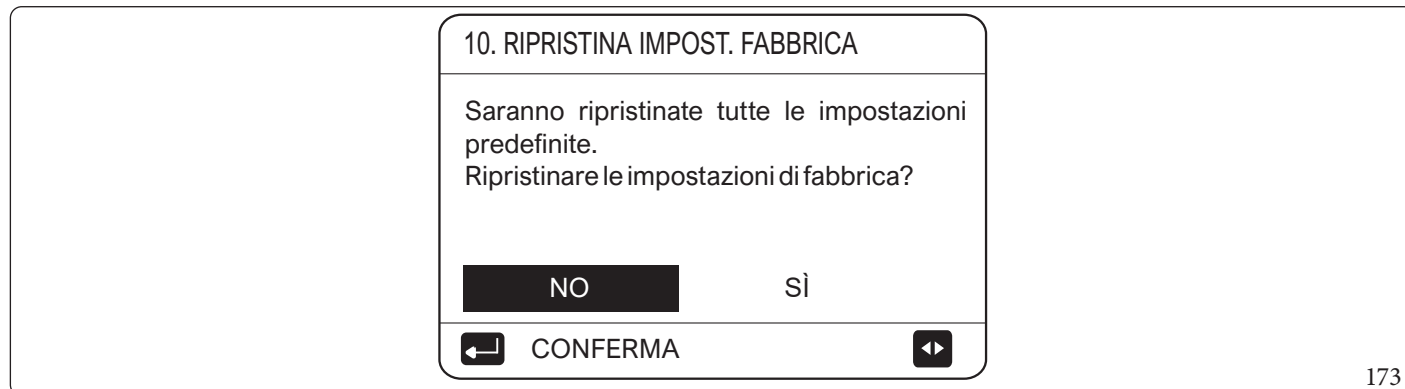 10. RIPRISTINA IMPOST. FABBRICA
Saranno ripristinate tutte le impostazioni
predefinite.
Ripristinare le impostazioni di fabbrica?
NO SÌ
CONFERMA
173